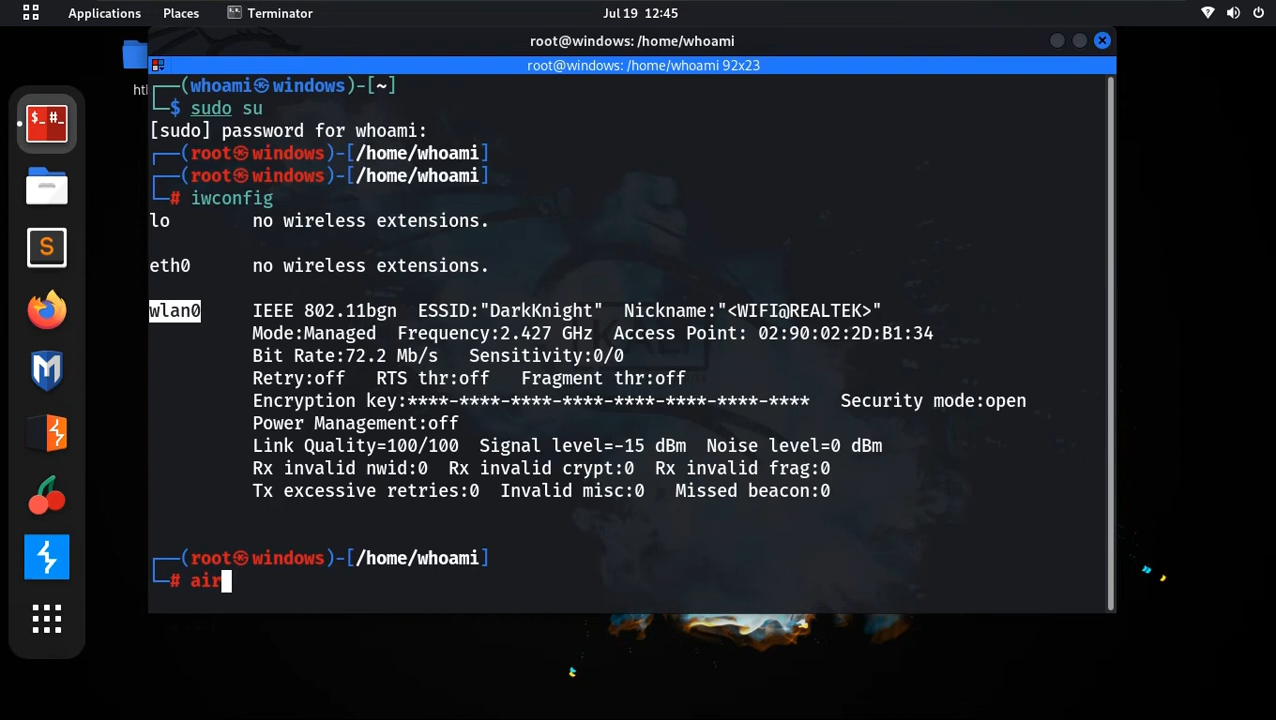 Applications Places Terminator Jul 19 12:45
root@windows: /home/whoami
root@windows: /home/whoami 92x23
┌──(whoami㉿windows)-[~]
└─$ sudo su
[sudo] password for whoami:
┌──(root㉿windows)-[/home/whoami]
┌──(root㉿windows)-[/home/whoami]
└─# iwconfig
lo no wireless extensions.
eth0 no wireless extensions.
wlan0 IEEE 802.11bgn ESSID:"DarkKnight" Nickname:"<WIFI@REALTEK>"
Mode:Managed Frequency:2.427 GHz Access Point: 02:90:02:2D:B1:34
Bit Rate:72.2 Mb/s Sensitivity:0/0
Retry:off RTS thr:off Fragment thr:off
Encryption key:****-****-****-****-****-****-****-**** Security mode:open
Power Management:off
Link Quality=100/100 Signal level=-15 dBm Noise level=0 dBm
Rx invalid nwid:0 Rx invalid crypt:0 Rx invalid frag:0
Tx excessive retries:0 Invalid misc:0 Missed beacon:0
┌──(root㉿windows)-[/home/whoami]
└─# air